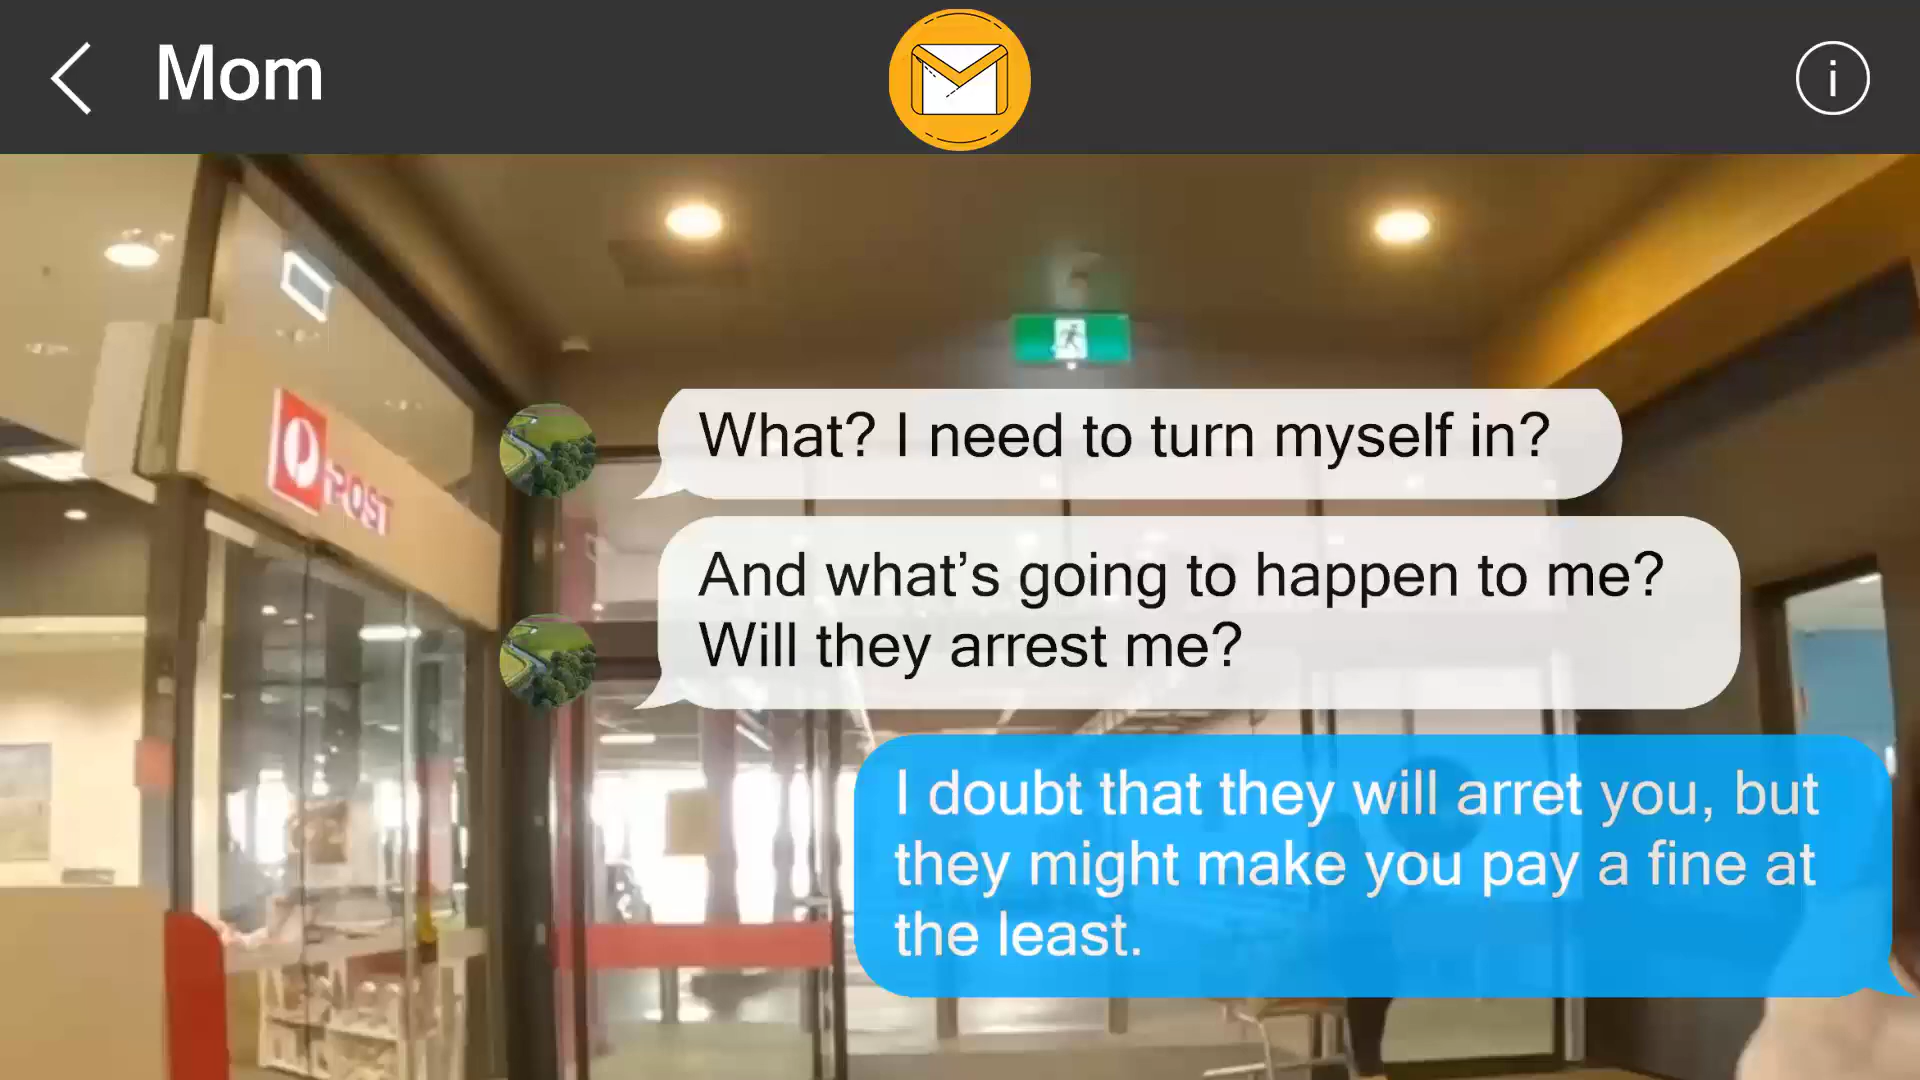 Mom
i
POST
What? I need to turn myself in?
And what’s going to happen to me?
Will they arrest me?
I doubt that they will arret you, but
they might make you pay a fine at
the least.